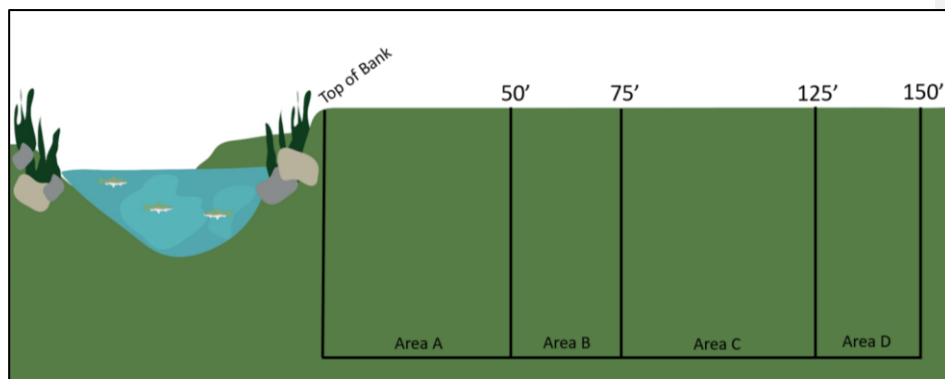 Top of Bank
50’
75’
125’
150’
Area A
Area B
Area C
Area D